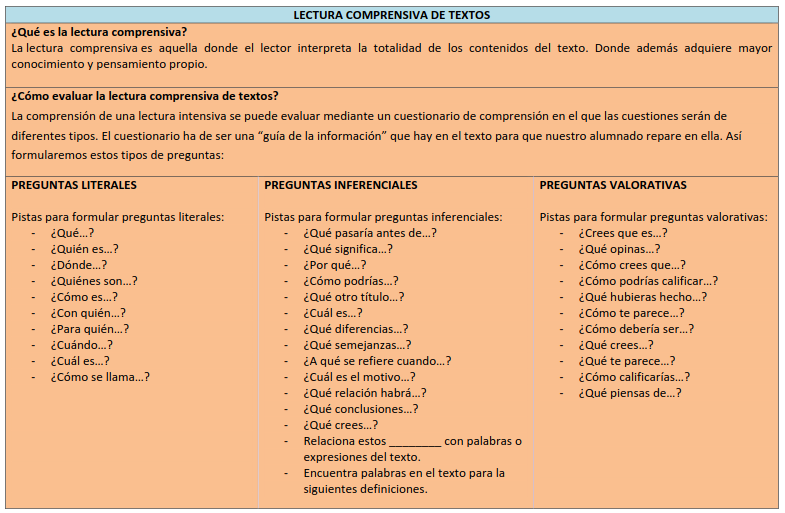 LECTURA COMPRENSIVA DE TEXTOS
¿Qué es la lectura comprensiva?
La lectura comprensiva es aquella donde el lector interpreta la totalidad de los contenidos del texto. Donde además adquiere mayor
conocimiento y pensamiento propio.
¿Cómo evaluar la lectura comprensiva de textos?
La comprensión de una lectura intensiva se puede evaluar mediante un cuestionario de comprensión en el que las cuestiones serán de
diferentes tipos. El cuestionario ha de ser una “guía de la información” que hay en el texto para que nuestro alumnado repare en ella. Así
formularemos estos tipos de preguntas:
PREGUNTAS LITERALES
Pistas para formular preguntas literales:
- ¿Qué…?
- ¿Quién es…?
- ¿Dónde…?
- ¿Quiénes son…?
- ¿Cómo es…?
- ¿Con quién…?
- ¿Para quién…?
- ¿Cuándo…?
- ¿Cuál es…?
- ¿Cómo se llama…?
PREGUNTAS INFERENCIALES
Pistas para formular preguntas inferenciales:
- ¿Qué pasaría antes de…?
- ¿Qué significa…?
- ¿Por qué…?
- ¿Cómo podrías…?
- ¿Qué otro título…?
- ¿Cuál es…?
- ¿Qué diferencias…?
- ¿Qué semejanzas…?
- ¿A qué se refiere cuando…?
- ¿Cuál es el motivo…?
- ¿Qué relación habrá…?
- ¿Qué conclusiones…?
- ¿Qué crees…?
- Relaciona estos ________ con palabras o
expresiones del texto.
- Encuentra palabras en el texto para la
siguientes definiciones.
PREGUNTAS VALORATIVAS
Pistas para formular preguntas valorativas:
- ¿Crees que es…?
- ¿Qué opinas…?
- ¿Cómo crees que…?
- ¿Cómo podrías calificar…?
- ¿Qué hubieras hecho…?
- ¿Cómo te parece…?
- ¿Cómo debería ser…?
- ¿Qué crees…?
- ¿Qué te parece…?
- ¿Cómo calificarías…?
- ¿Qué piensas de…?